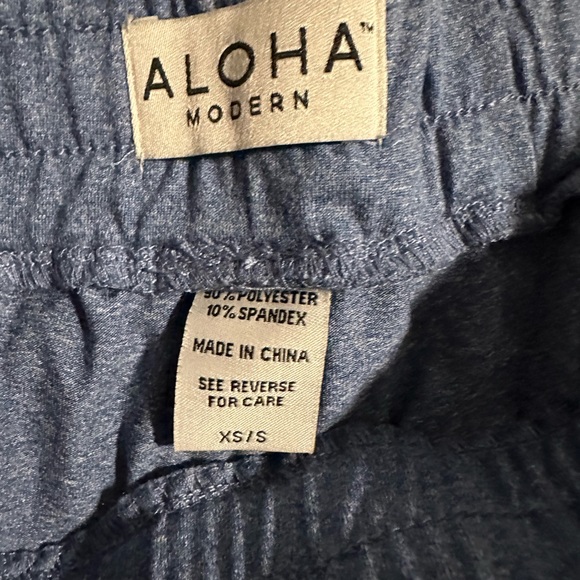 ALOHA™
MODERN
90% POLYESTER
10% SPANDEX
MADE IN CHINA
SEE REVERSE
FOR CARE
XS/S